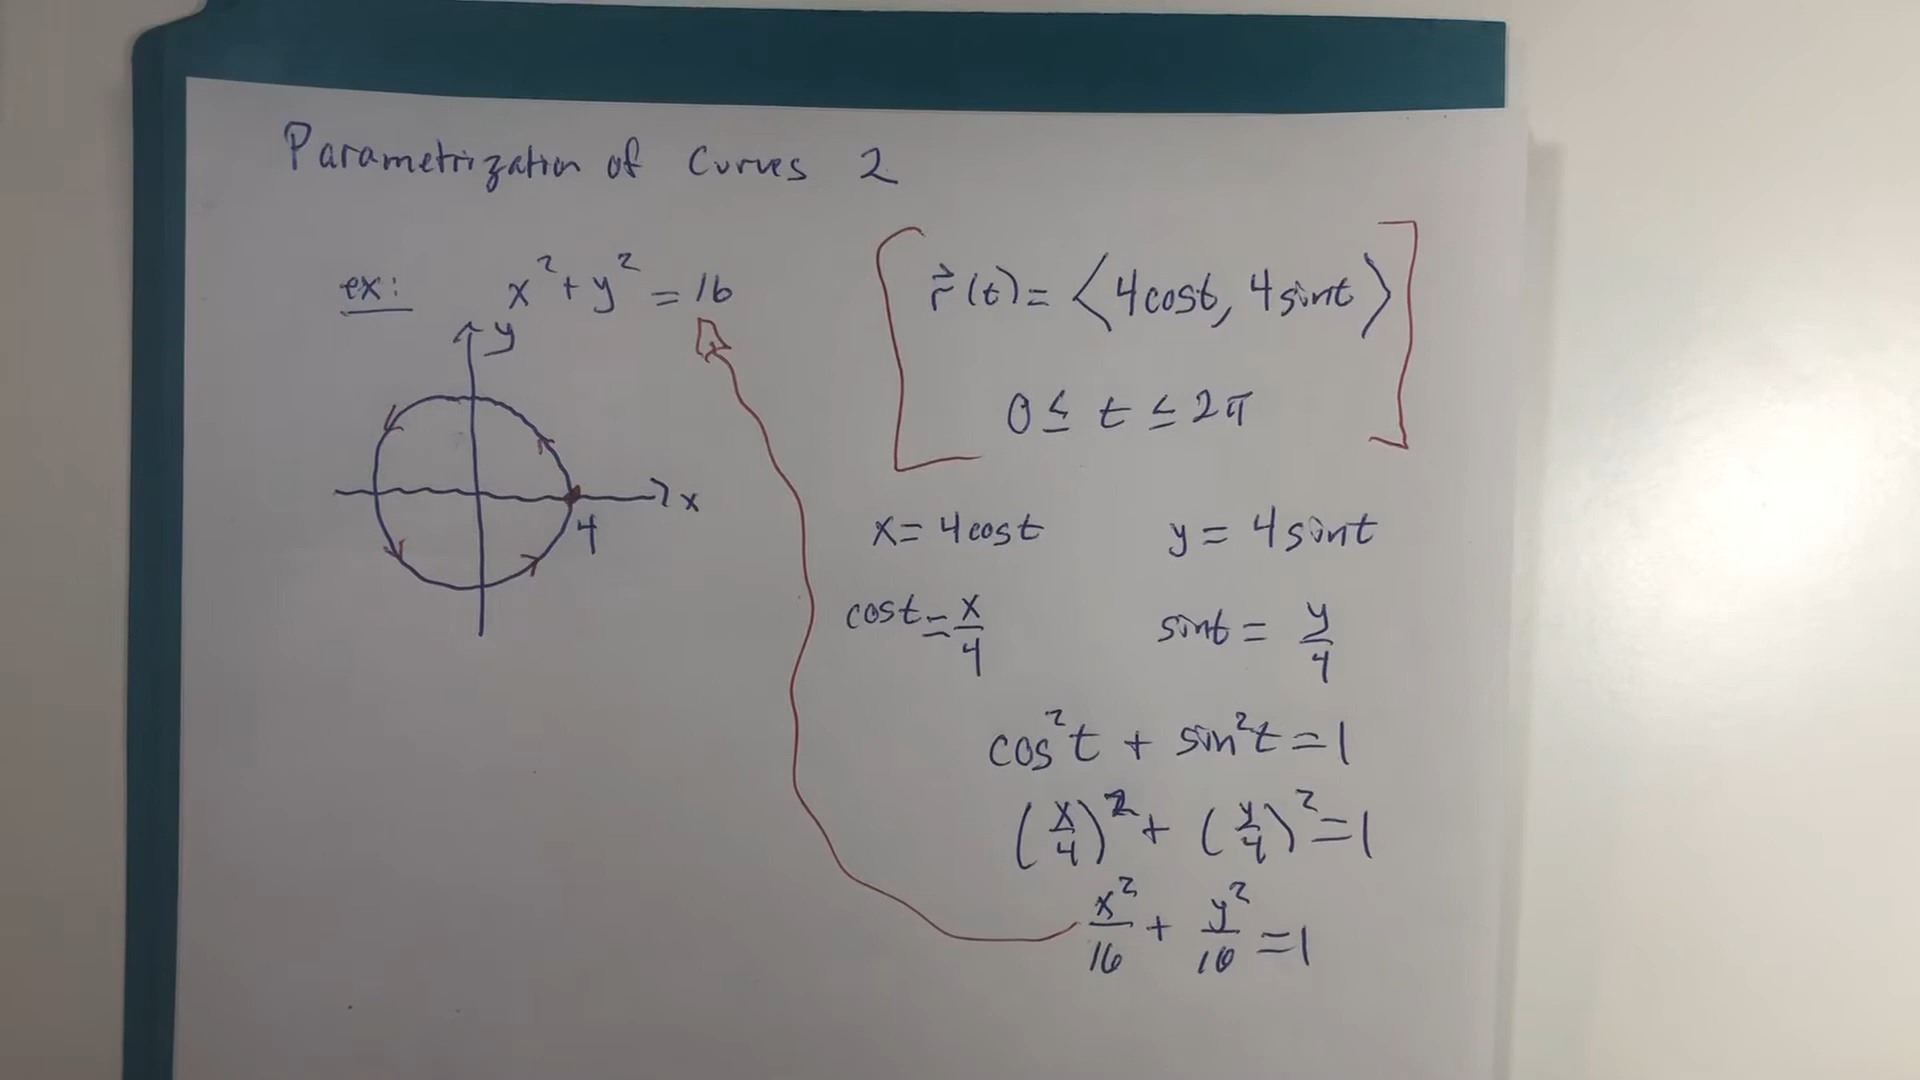 Parametrization of Curves 2
ex: x² + y² = 16
y
x
4
r⃗(t) = ⟨4cost, 4sint⟩
0 ≤ t ≤ 2π
x = 4cost y = 4sint
cost = x/4 sint = y/4
cos²t + sin²t = 1
(x/4)² + (y/4)² = 1
x²/16 + y²/16 = 1